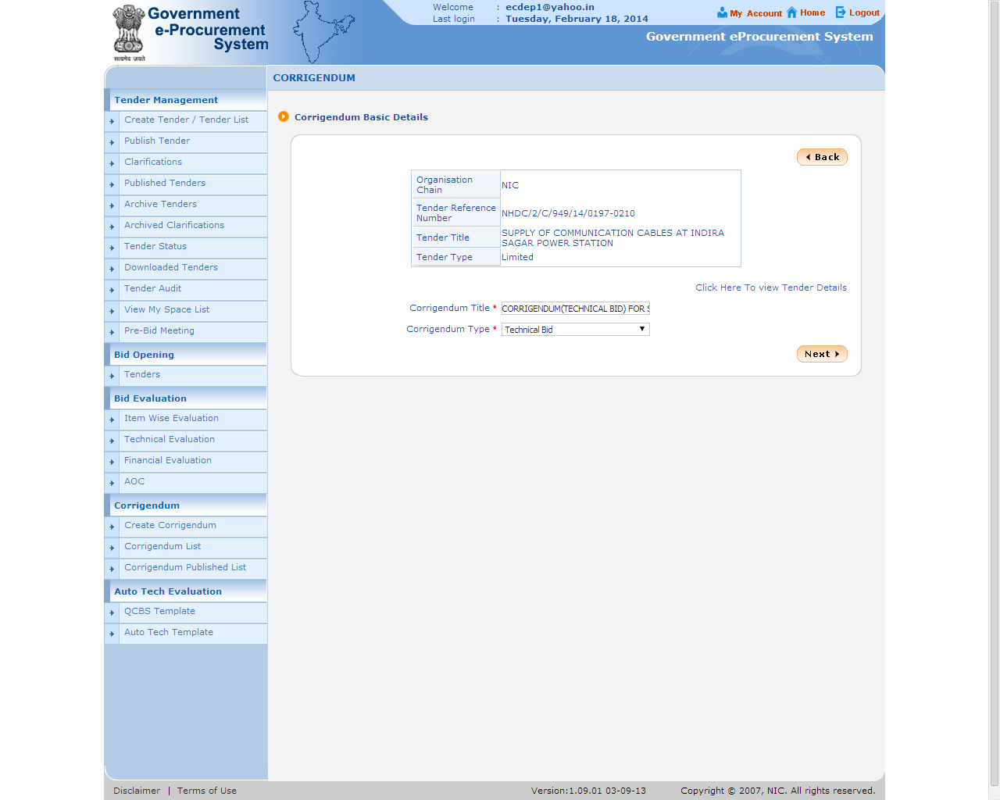 Government
e-Procurement
System
सत्यमेव जयते
Welcome : ecdep1@yahoo.in
Last login : Tuesday, February 18, 2014
My Account Home Logout
Government eProcurement System
CORRIGENDUM
Tender Management
Create Tender / Tender List
Publish Tender
Clarifications
Published Tenders
Archive Tenders
Archived Clarifications
Tender Status
Downloaded Tenders
Tender Audit
View My Space List
Pre-Bid Meeting
Bid Opening
Tenders
Bid Evaluation
Item Wise Evaluation
Technical Evaluation
Financial Evaluation
AOC
Corrigendum
Create Corrigendum
Corrigendum List
Corrigendum Published List
Auto Tech Evaluation
QCBS Template
Auto Tech Template
Corrigendum Basic Details
Back
Organisation Chain NIC
Tender Reference Number NHDC/2/C/949/14/0197-0210
Tender Title SUPPLY OF COMMUNICATION CABLES AT INDIRA
SAGAR POWER STATION
Tender Type Limited
Click Here To view Tender Details
Corrigendum Title * CORRIGENDUM(TECHNICAL BID) FOR S
Corrigendum Type * Technical Bid
Next
Disclaimer | Terms of Use Version:1.09.01 03-09-13 Copyright © 2007, NIC. All rights reserved.